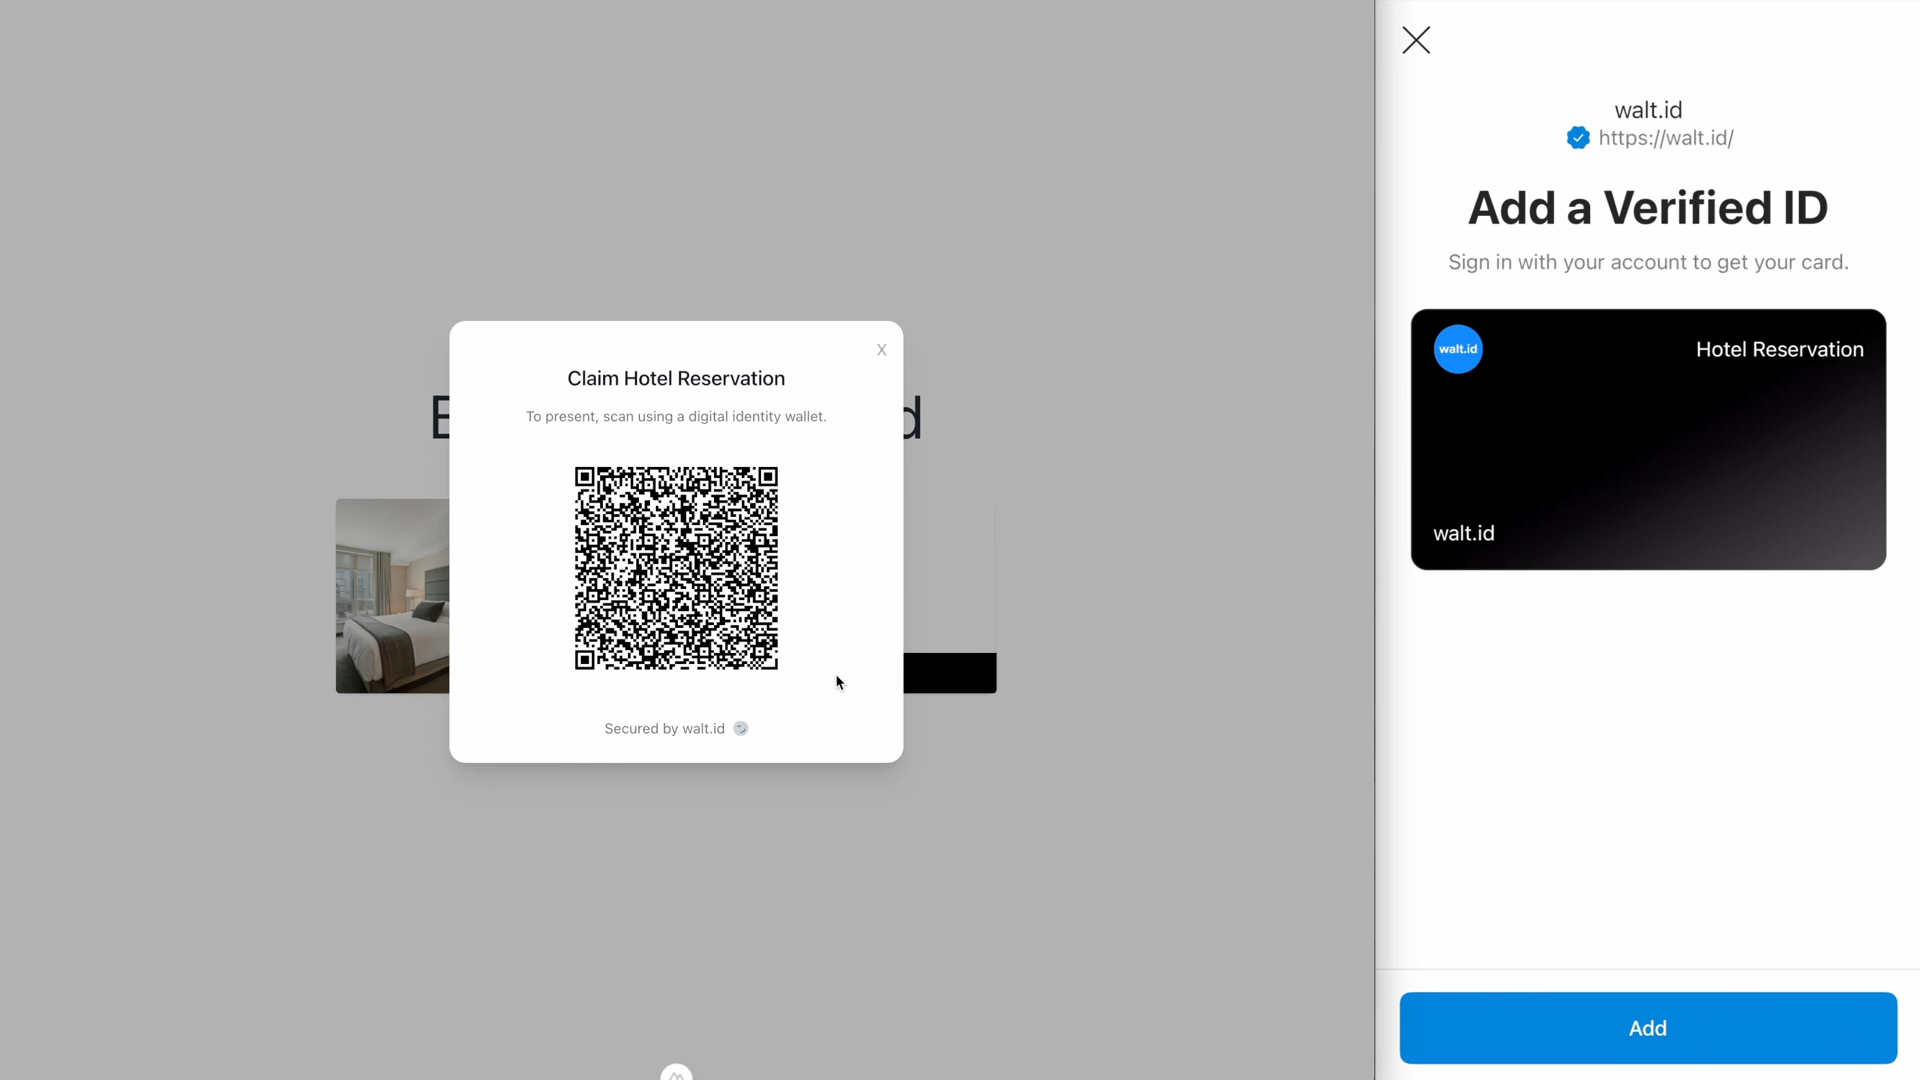 X
Claim Hotel Reservation
To present, scan using a digital identity wallet.
Secured by walt.id
walt.id
https://walt.id/
Add a Verified ID
Sign in with your account to get your card.
walt.id
Hotel Reservation
walt.id
Add